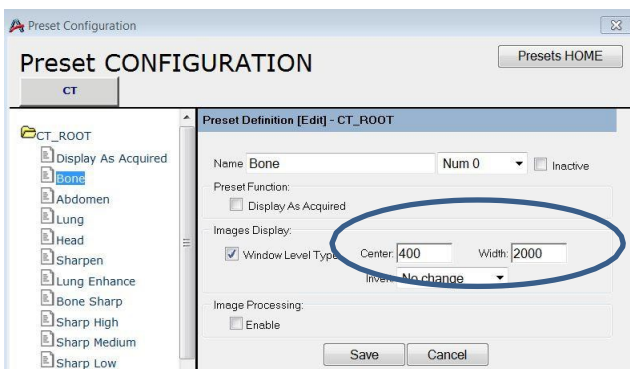 Preset Configuration
Preset CONFIGURATION
Presets HOME
CT
CT_ROOT
Display As Acquired
Bone
Abdomen
Lung
Head
Sharpen
Lung Enhance
Bone Sharp
Sharp High
Sharp Medium
Sharp Low
Preset Definition [Edit] - CT_ROOT
Name Bone Num 0 Inactive
Preset Function:
Display As Acquired
Images Display:
Window Level Type Center: 400 Width: 2000
No change
Image Processing:
Enable
Save Cancel